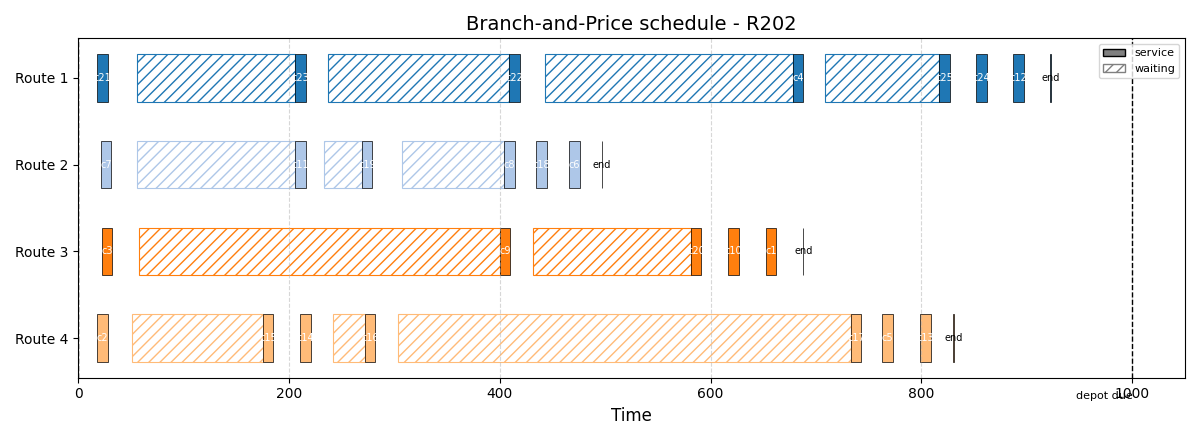 Branch-and-Price schedule - R202
service
waiting
Route 1
c21
c23
c22
c4
c25
c24
c12
end
Route 2
c7
c11
c19
c8
c18
c6
end
Route 3
c3
c9
c20
c10
c1
end
Route 4
c2
c15
c14
c16
c17
c5
c13
end
0 200 400 600 800 1000
depot due
Time